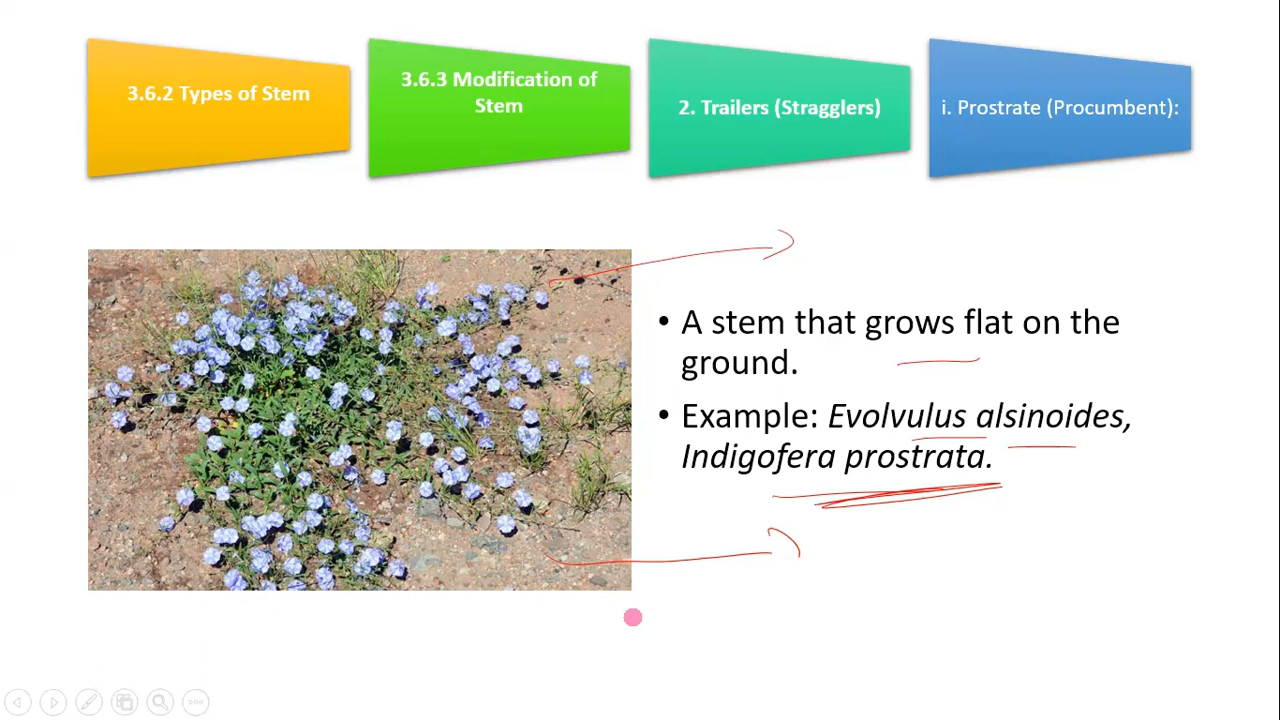 3.6.2 Types of Stem
3.6.3 Modification of
Stem
2. Trailers (Stragglers)
i. Prostrate (Procumbent):
• A stem that grows flat on the
ground.
• Example: Evolvulus alsinoides,
Indigofera prostrata.